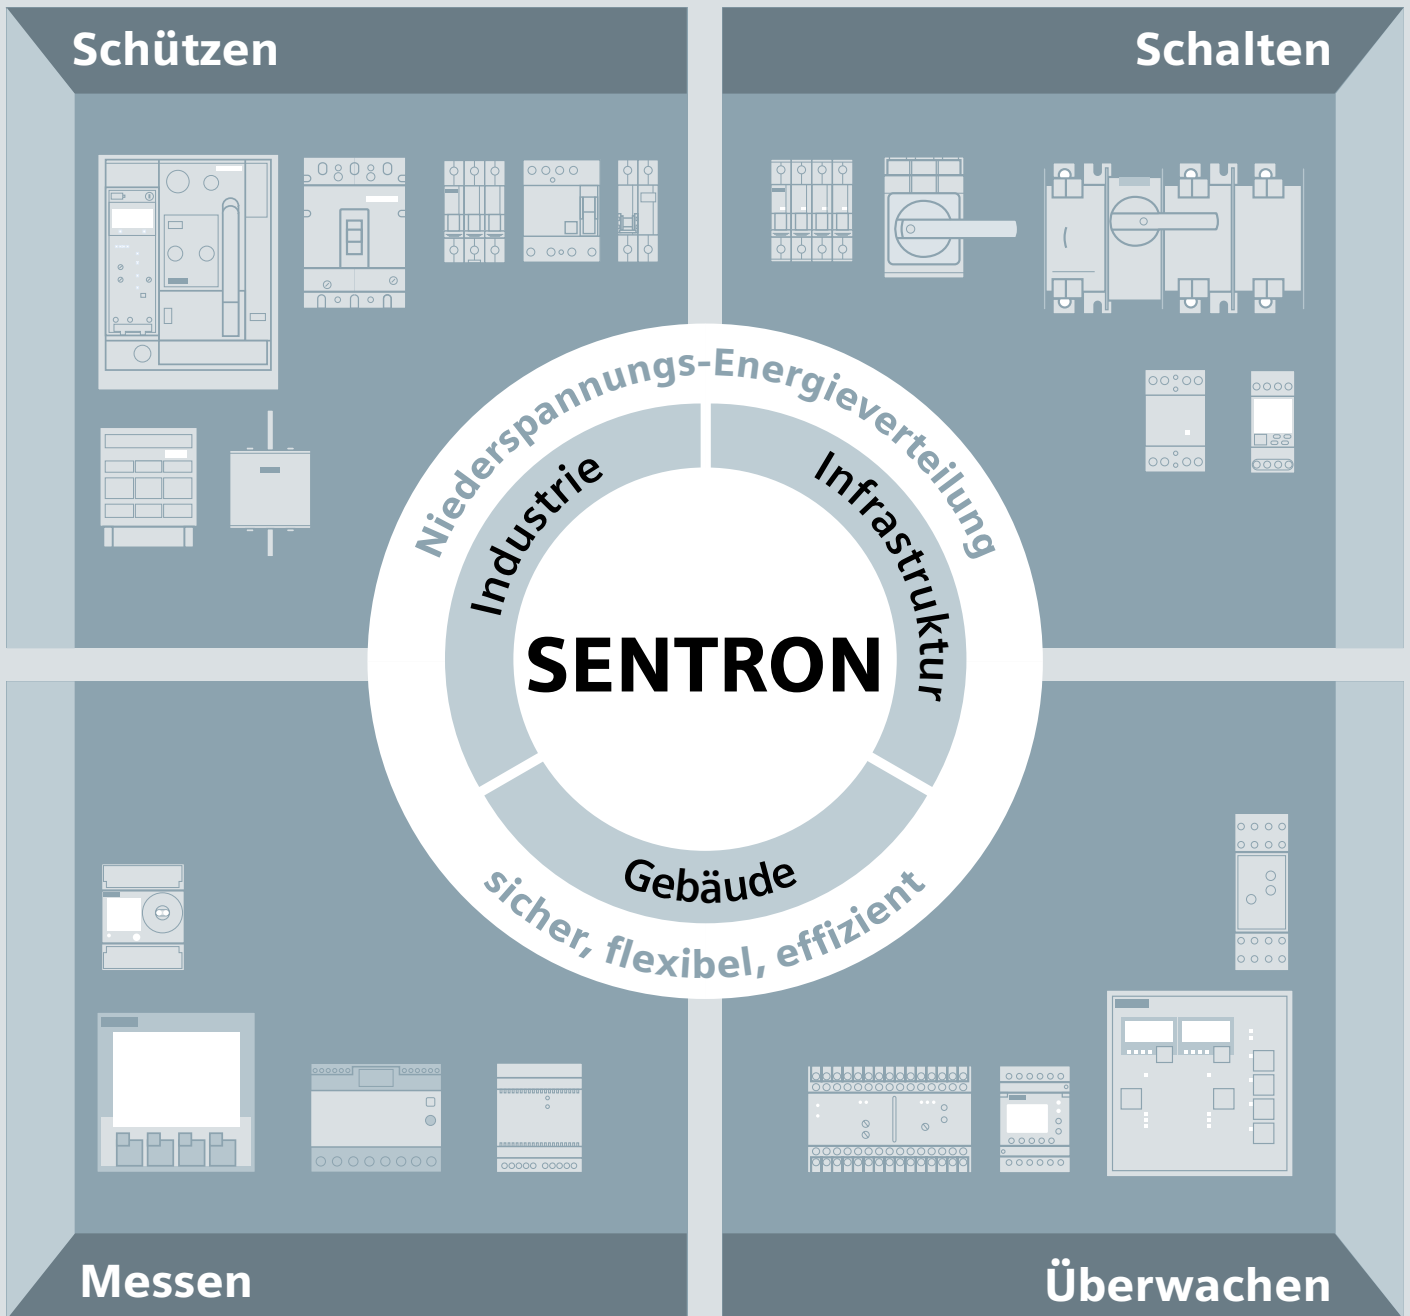 Schützen
Schalten
Niederspannungs-Energieverteilung
Industrie
Infrastruktur
SENTRON
Gebäude
sicher, flexibel, effizient
Messen
Überwachen